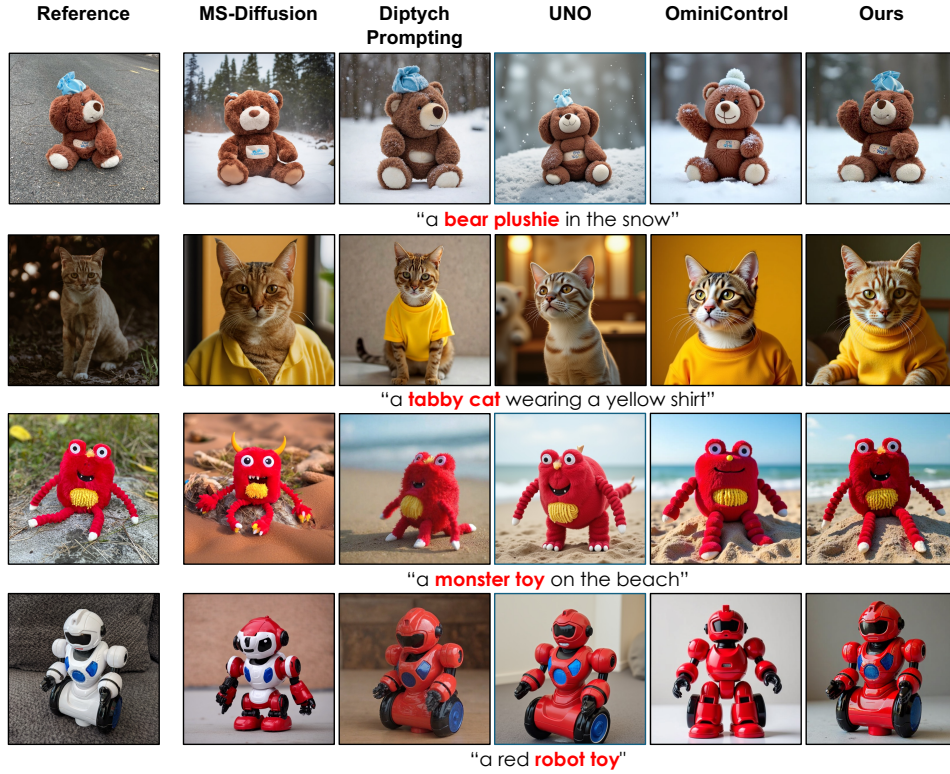 Reference
MS-Diffusion
Diptych
Prompting
UNO
OminiControl
Ours
“a bear plushie in the snow”
“a tabby cat wearing a yellow shirt”
“a monster toy on the beach”
“a red robot toy"